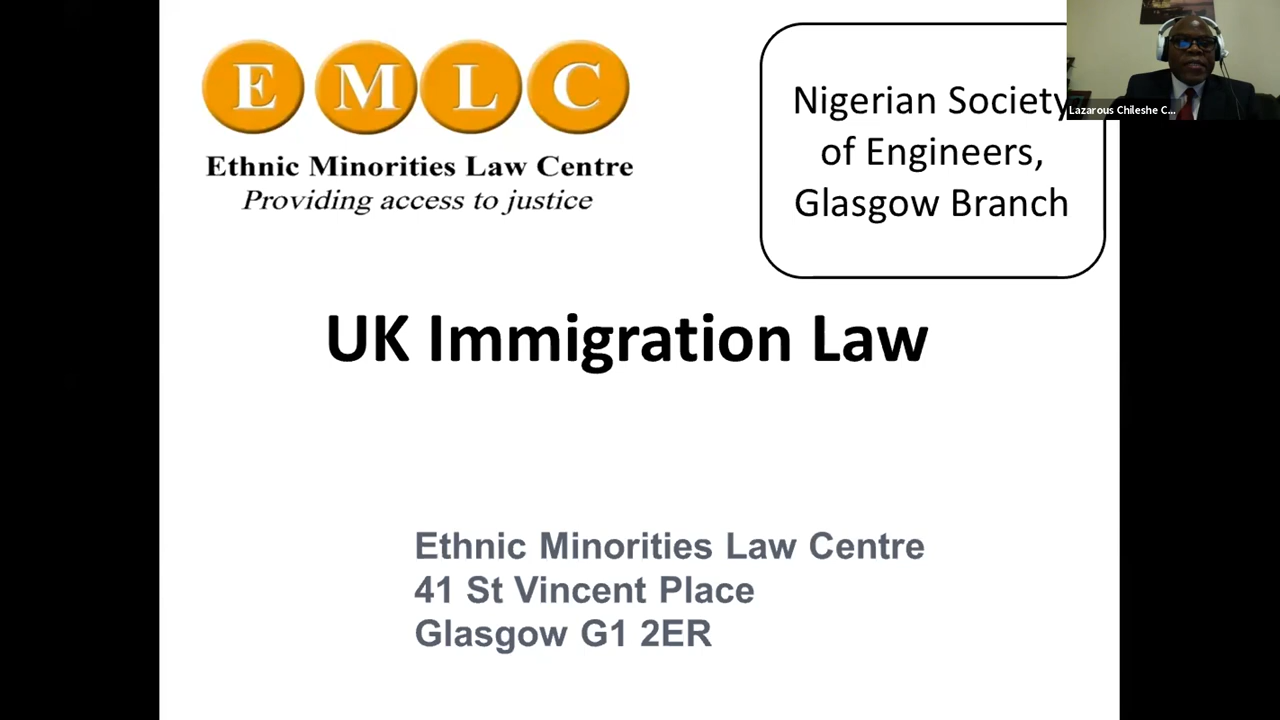 E M L C
Ethnic Minorities Law Centre
Providing access to justice
Nigerian Society
of Engineers,
Glasgow Branch
Lazarous Chileshe C...
UK Immigration Law
Ethnic Minorities Law Centre
41 St Vincent Place
Glasgow G1 2ER